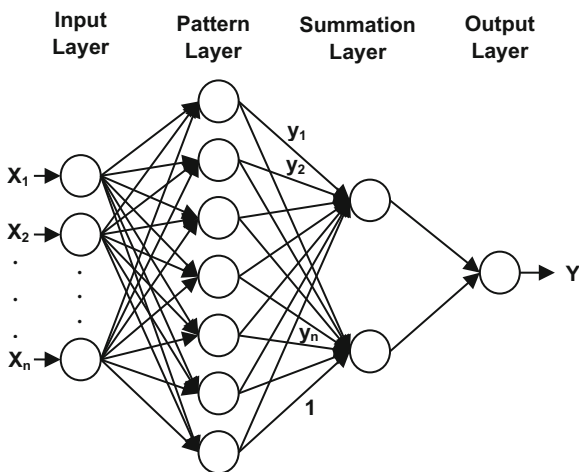 Input Layer
Pattern Layer
Summation Layer
Output Layer
y₁
y₂
X₁
X₂
Y
yₙ
Xₙ
1